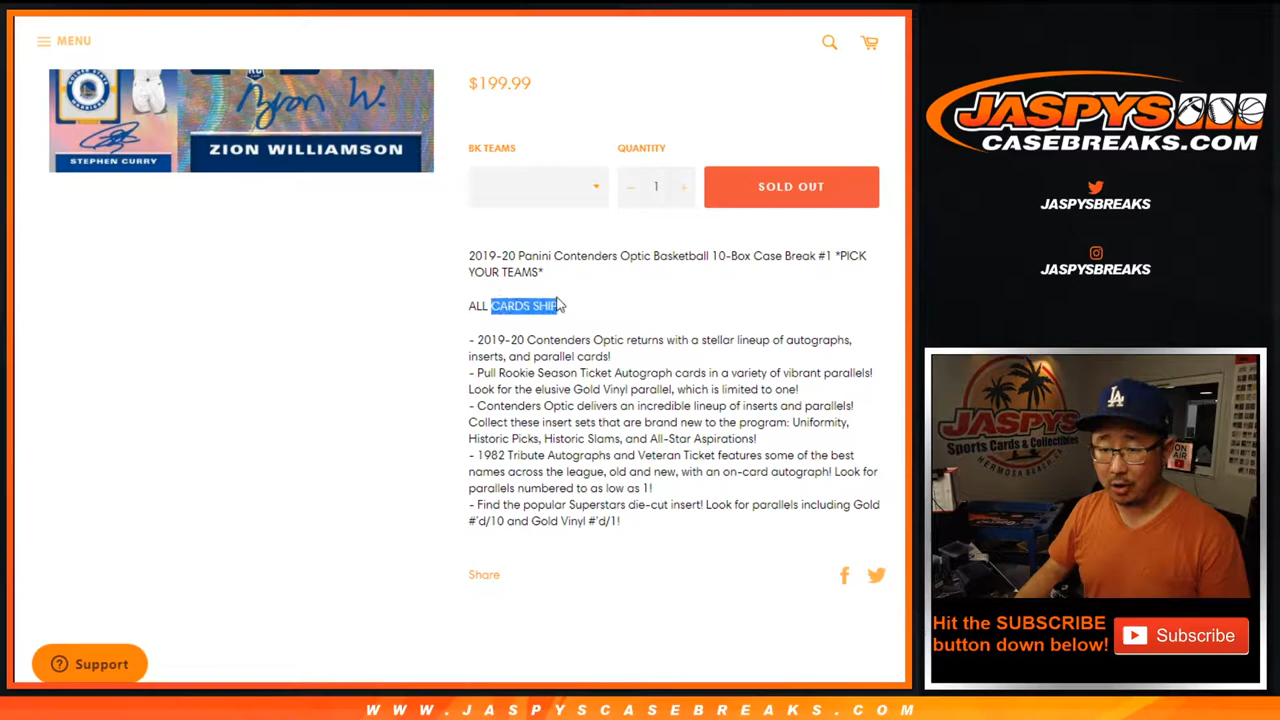 MENU
STEPHEN CURRY
ZION WILLIAMSON
$199.99
BK TEAMS
QUANTITY
1
SOLD OUT
2019-20 Panini Contenders Optic Basketball 10-Box Case Break #1 *PICK
YOUR TEAMS*
ALL CARDS SHIP
- 2019-20 Contenders Optic returns with a stellar lineup of autographs,
inserts, and parallel cards!
- Pull Rookie Season Ticket Autograph cards in a variety of vibrant parallels!
Look for the elusive Gold Vinyl parallel, which is limited to one!
- Contenders Optic delivers an incredible lineup of inserts and parallels!
Collect these insert sets that are brand new to the program: Uniformity,
Historic Picks, Historic Slams, and All-Star Aspirations!
- 1982 Tribute Autographs and Veteran Ticket features some of the best
names across the league, old and new, with an on-card autograph! Look for
parallels numbered to as low as 1!
- Find the popular Superstars die-cut insert! Look for parallels including Gold
#'d/10 and Gold Vinyl #'d/1!
Share
Support
JASPYS
CASEBREAKS.COM
JASPYSBREAKS
JASPYSBREAKS
JASPYS
Sports Cards & Collectibles
HERMOSA BEACH, CA
ON AIR
LA
Hit the SUBSCRIBE
button down below!
Subscribe
WWW.JASPYSCASEBREAKS.COM